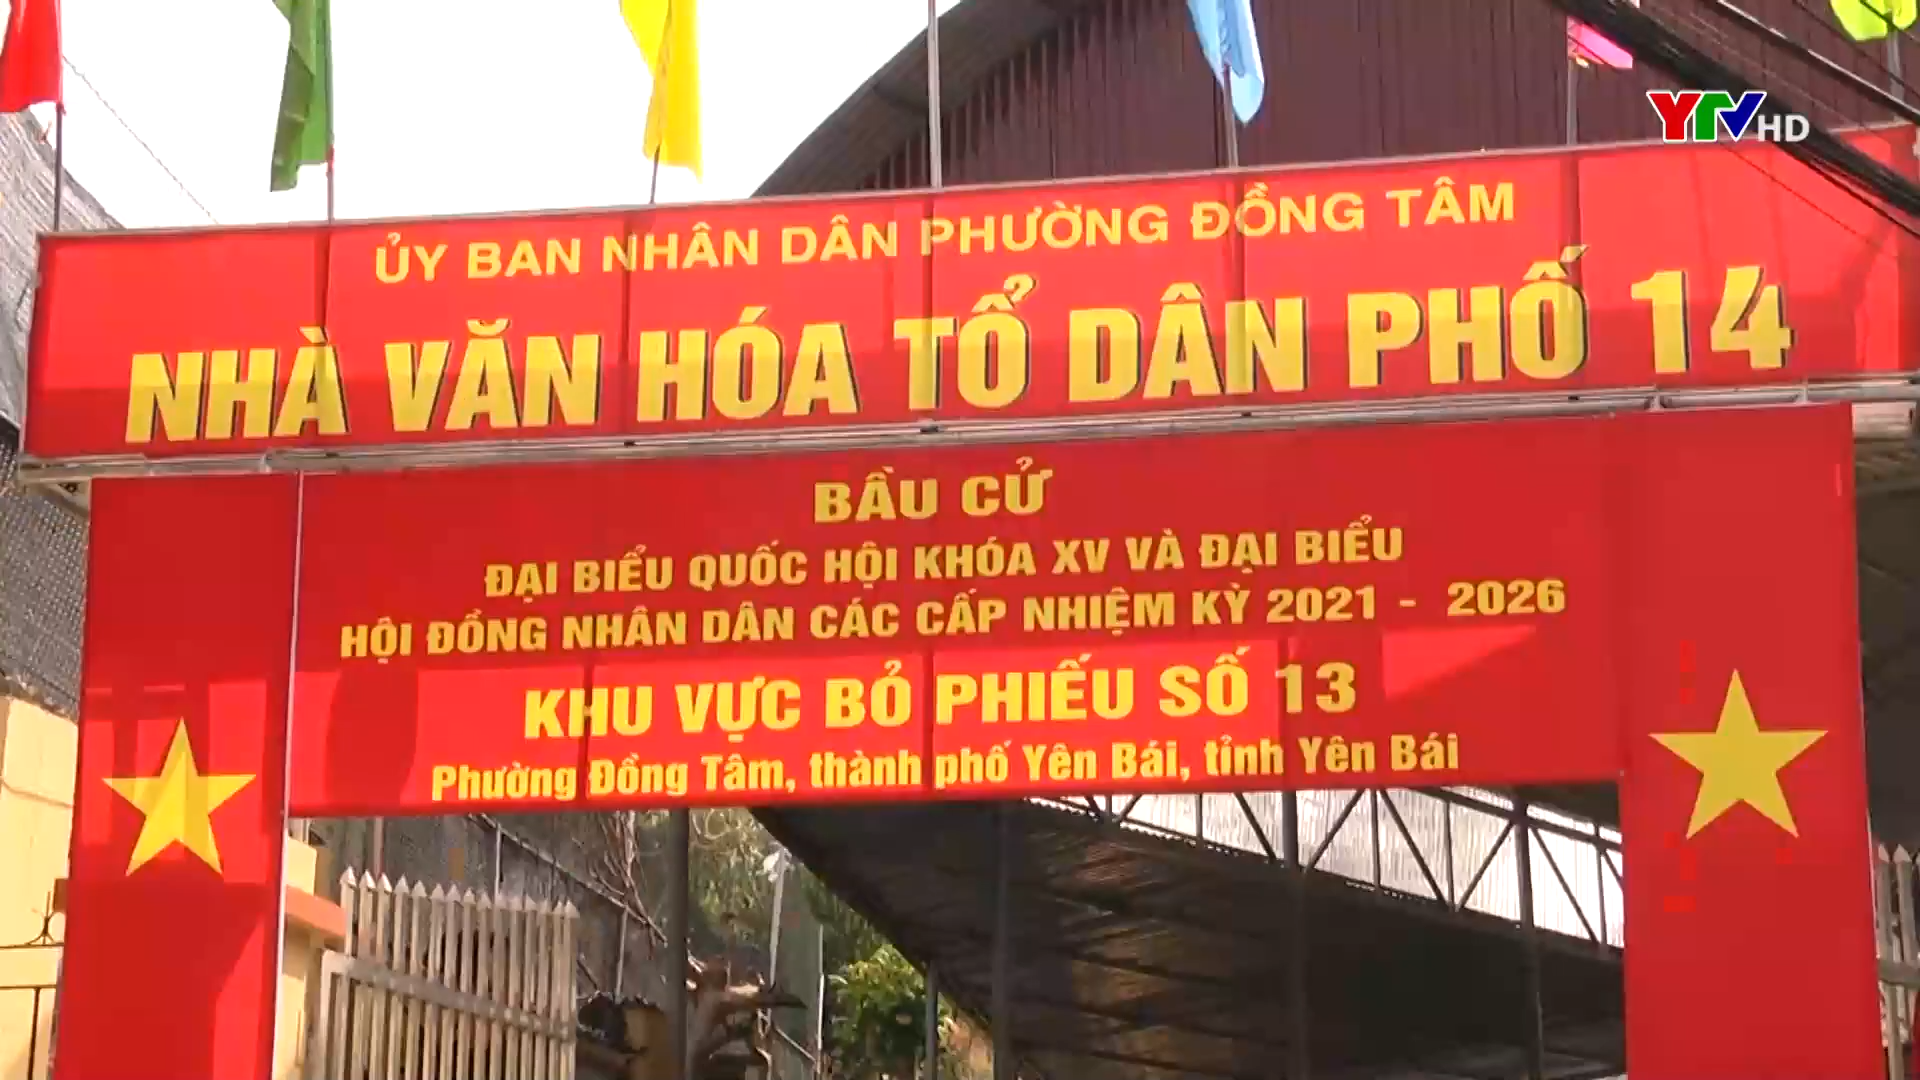 YTV HD
ỦY BAN NHÂN DÂN PHƯỜNG ĐỒNG TÂM
NHÀ VĂN HÓA TỔ DÂN PHỐ 14
BẦU CỬ
ĐẠI BIỂU QUỐC HỘI KHÓA XV VÀ ĐẠI BIỂU
HỘI ĐỒNG NHÂN DÂN CÁC CẤP NHIỆM KỲ 2021 - 2026
KHU VỰC BỎ PHIẾU SỐ 13
Phường Đồng Tâm, thành phố Yên Bái, tỉnh Yên Bái